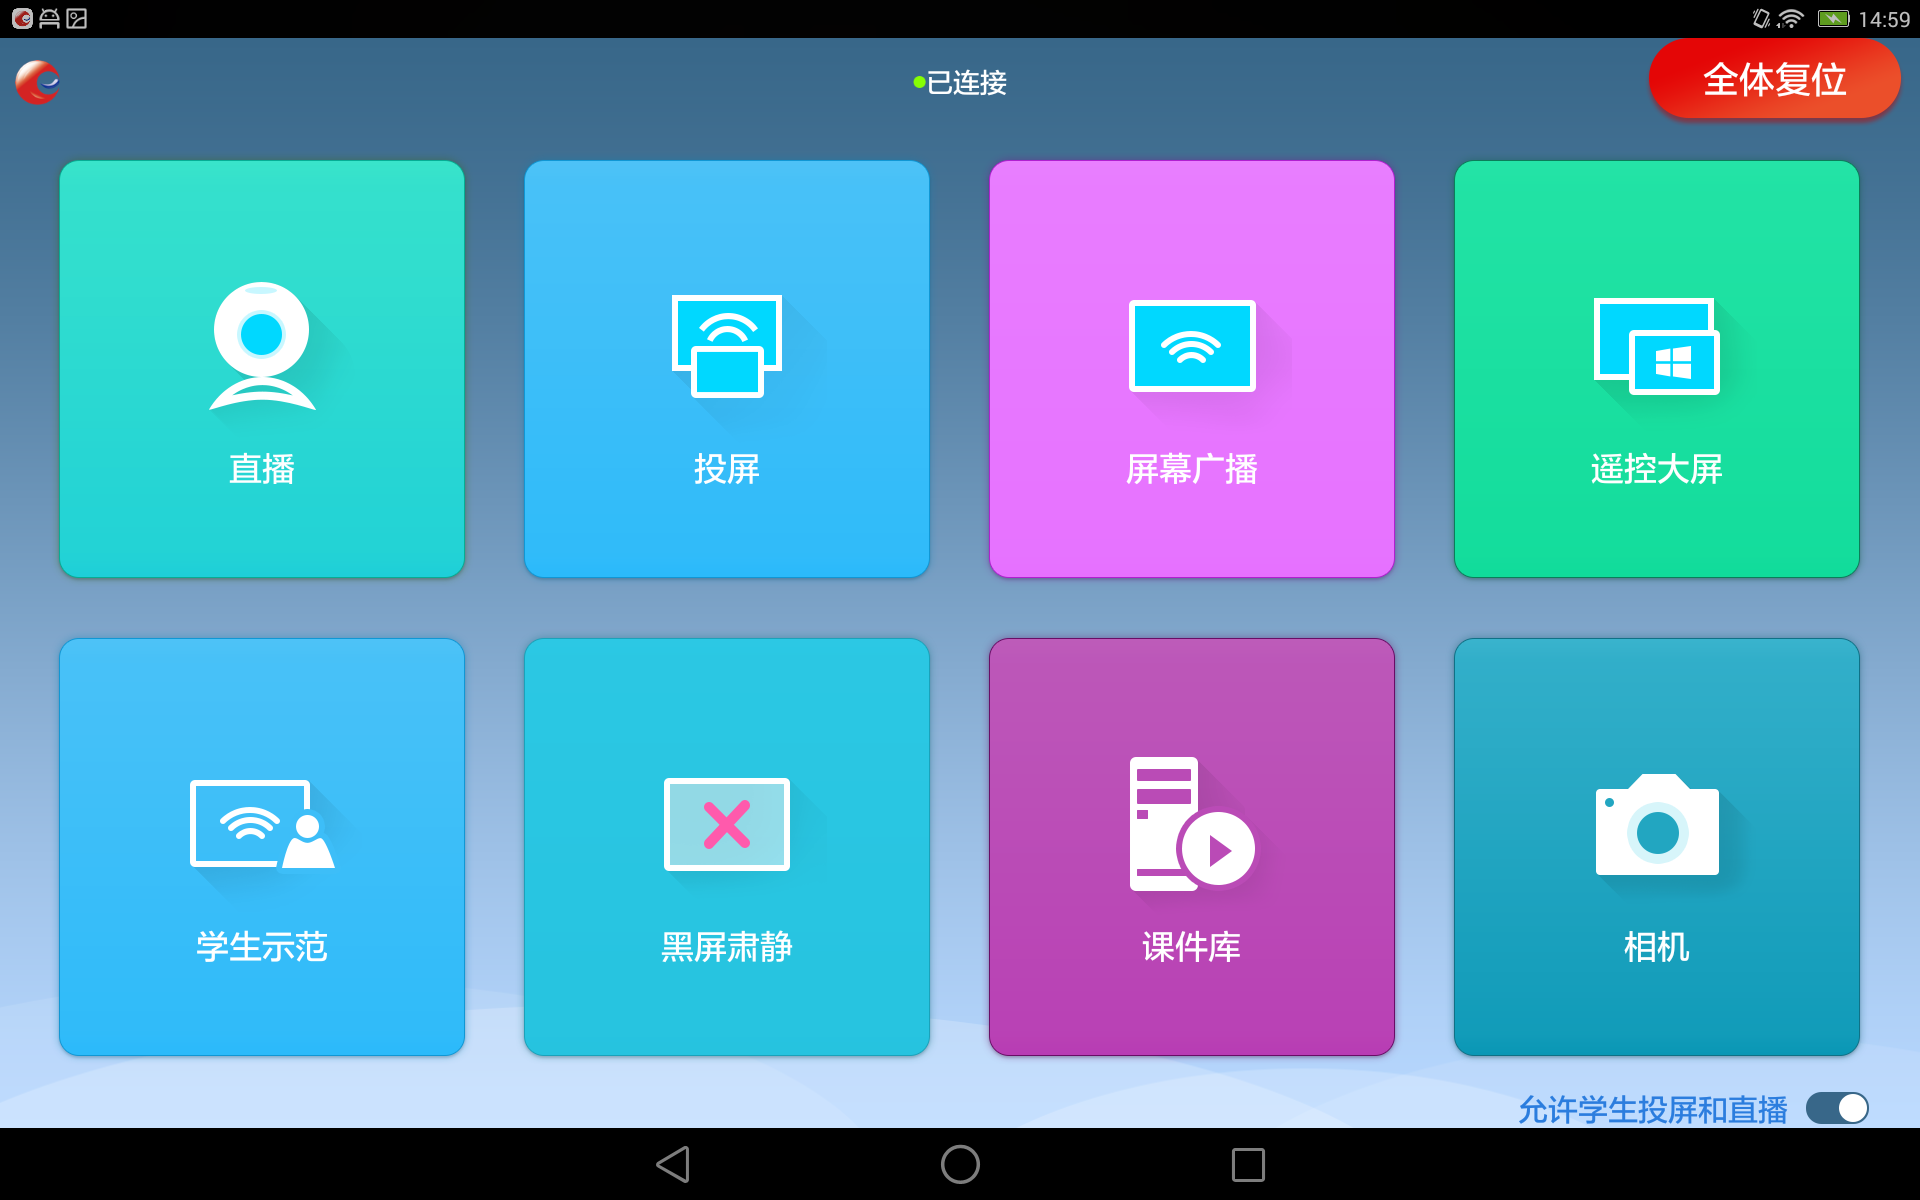 14:59
已连接
全体复位
直播
投屏
屏幕广播
遥控大屏
学生示范
黑屏肃静
课件库
相机
允许学生投屏和直播